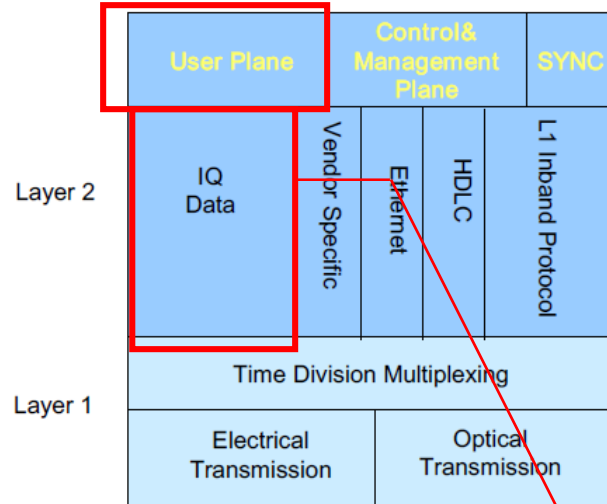 User Plane
Control&
Management
Plane
SYNC
Layer 2
IQ
Data
Vendor Specific
Ethernet
HDLC
L1 Inband Protocol
Time Division Multiplexing
Layer 1
Electrical
Transmission
Optical
Transmission